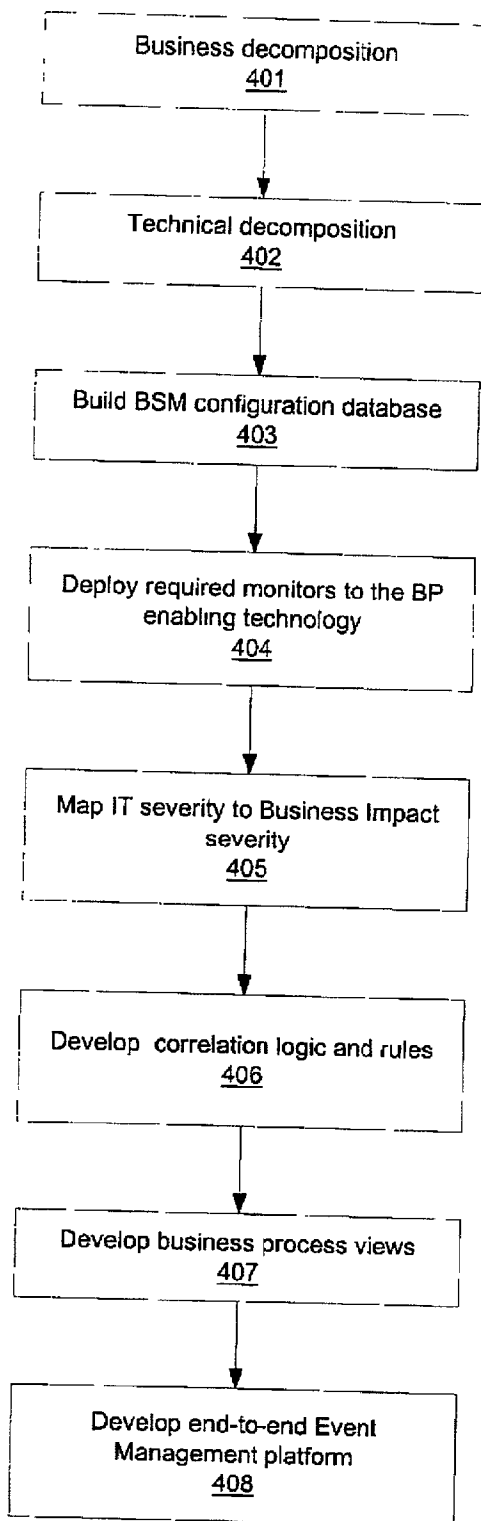 Business decomposition
401
Technical decomposition
402
Build BSM configuration database
403
Deploy required monitors to the BP
enabling technology
404
Map IT severity to Business Impact
severity
405
Develop correlation logic and rules
406
Develop business process views
407
Develop end-to-end Event
Management platform
408